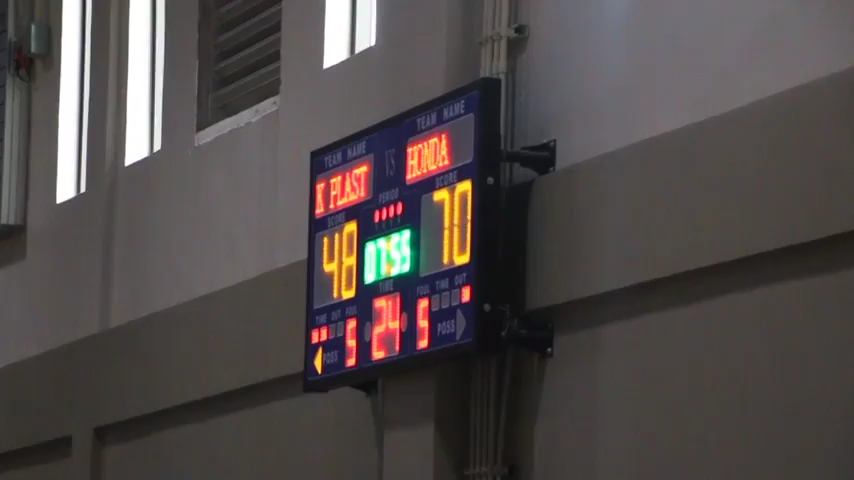 TEAM NAME VS TEAM NAME
K PLAST HONDA
SCORE PERIOD SCORE
48 07:55 70
TIME
TIME OUT FOUL FOUL TIME OUT
5 24 5
POSS POSS